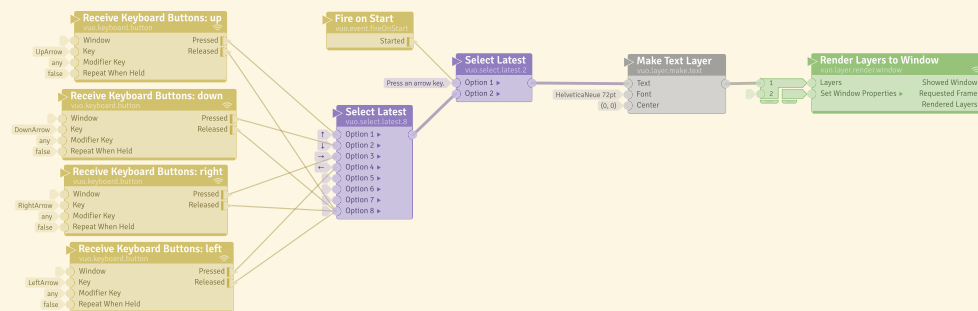 Receive Keyboard Buttons: up
vuo.keyboard.button
Window
Pressed
UpArrow
Key
Released
any
Modifier Key
false
Repeat When Held
Receive Keyboard Buttons: down
vuo.keyboard.button
Window
Pressed
DownArrow
Key
Released
any
Modifier Key
false
Repeat When Held
Receive Keyboard Buttons: right
vuo.keyboard.button
Window
Pressed
RightArrow
Key
Released
any
Modifier Key
false
Repeat When Held
Receive Keyboard Buttons: left
vuo.keyboard.button
Window
Pressed
LeftArrow
Key
Released
any
Modifier Key
false
Repeat When Held
Fire on Start
vuo.event.fireOnStart
Started
Select Latest
vuo.select.latest.8
↑ Option 1
↓ Option 2
→ Option 3
← Option 4
Option 5
Option 6
Option 7
Option 8
Select Latest
vuo.select.latest.2
Press an arrow key.
Option 1
Option 2
Make Text Layer
vuo.layer.make.text
Text
HelveticaNeue 72pt
Font
(0, 0)
Center
1
2
Render Layers to Window
vuo.layer.render.window
Layers
Showed Window
Set Window Properties
Requested Frame
Rendered Layers